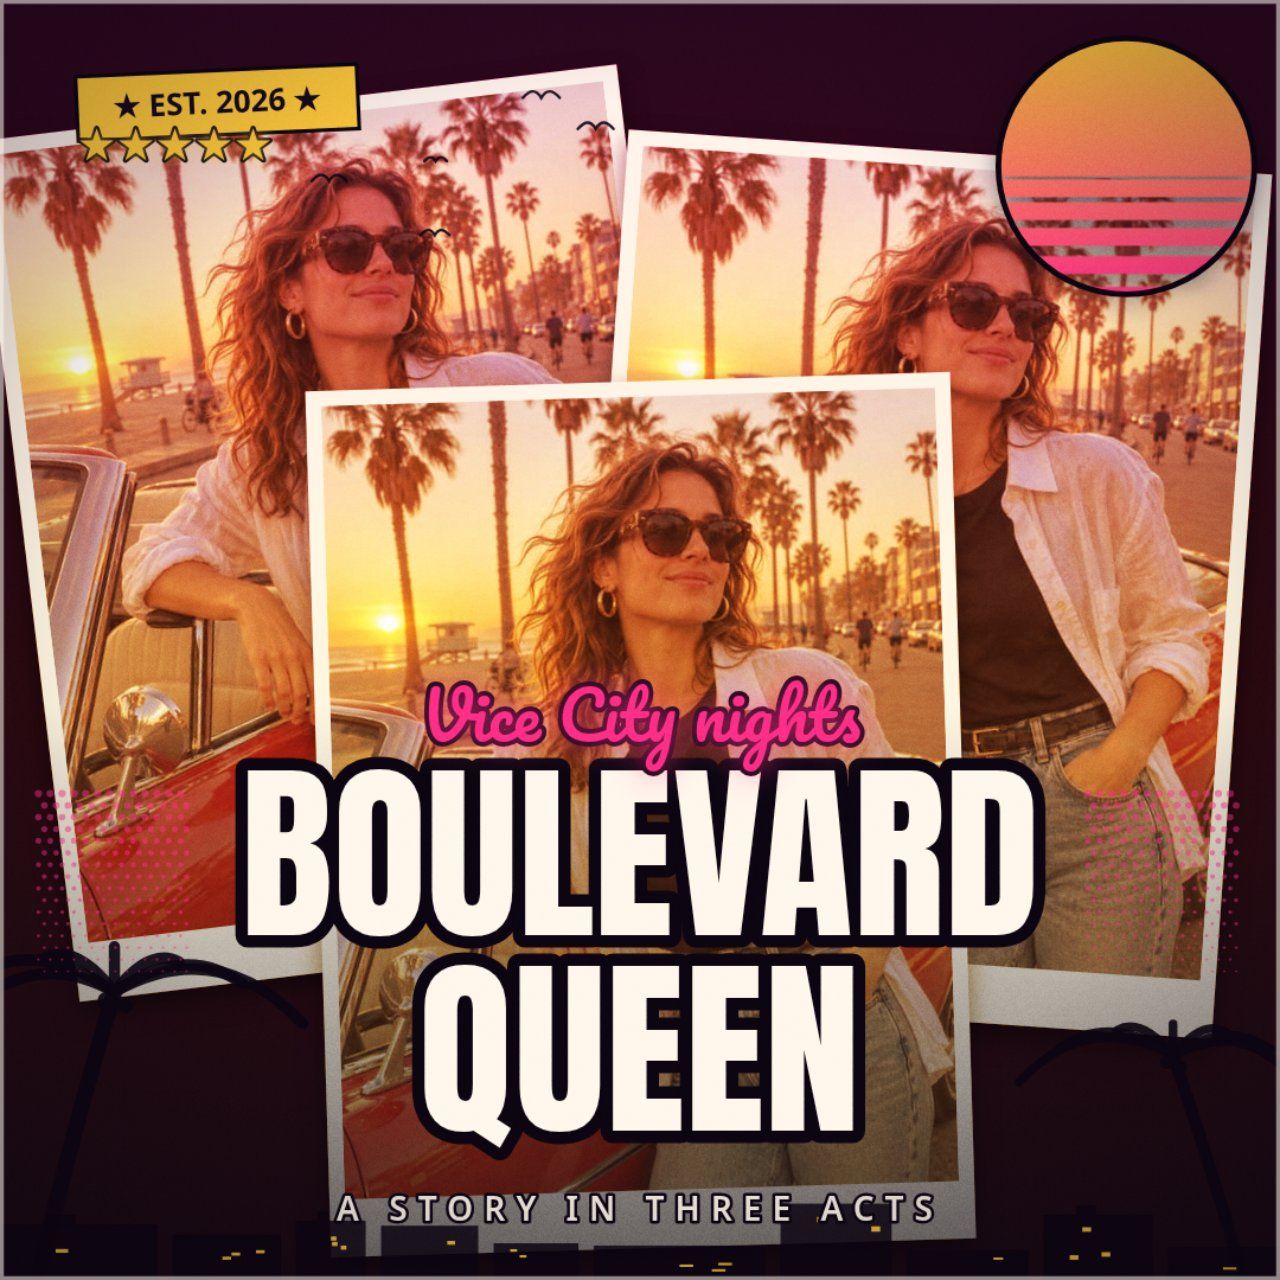 ★ EST. 2026 ★
Vice City nights
BOULEVARD
QUEEN
A STORY IN THREE ACTS